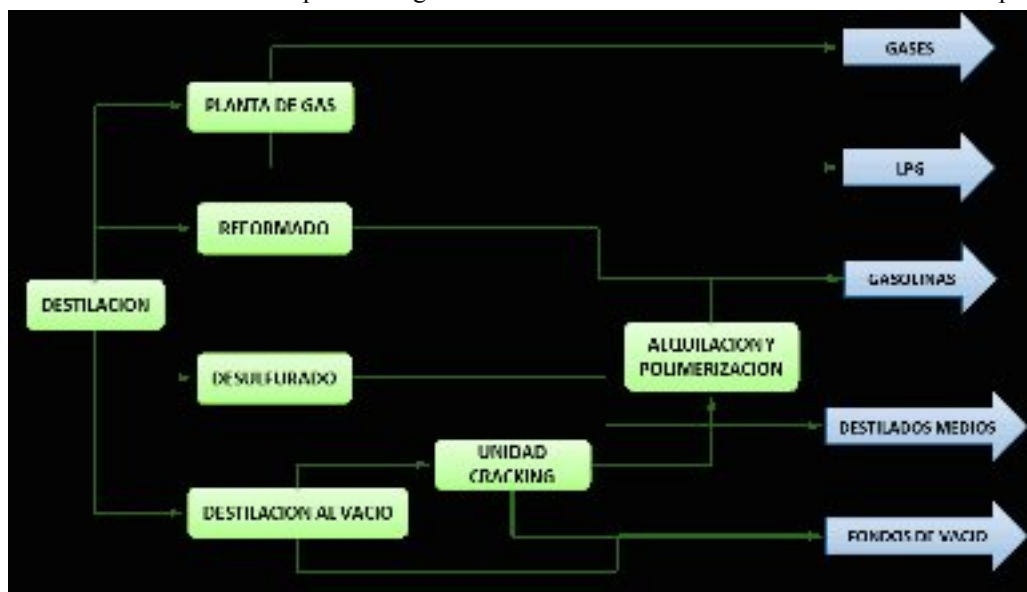 GASES
PLANTA DE GAS
LPG
REFORMADO
GASOLINAS
DESTILACION
ALQUILACION Y
POLIMERIZACION
DESULFURADO
DESTILADOS MEDIOS
UNIDAD
CRACKING
DESTILACION AL VACIO
FONDOS DE VACIO